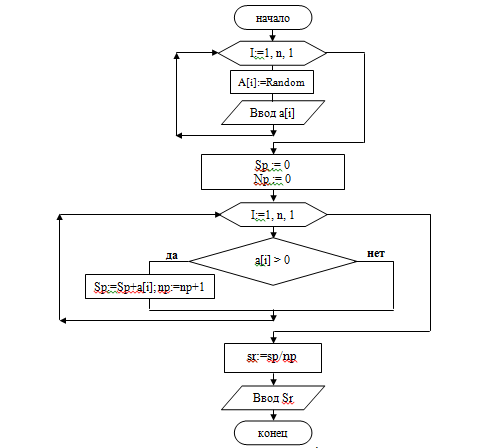 начало
I:=1, n, 1
A[i]:=Random
Ввод a[i]
Sp := 0
Np := 0
I:=1, n, 1
да
нет
a[i] > 0
Sp:=Sp+a[i]; np:=np+1
sr:=sp/np
Ввод Sr
конец